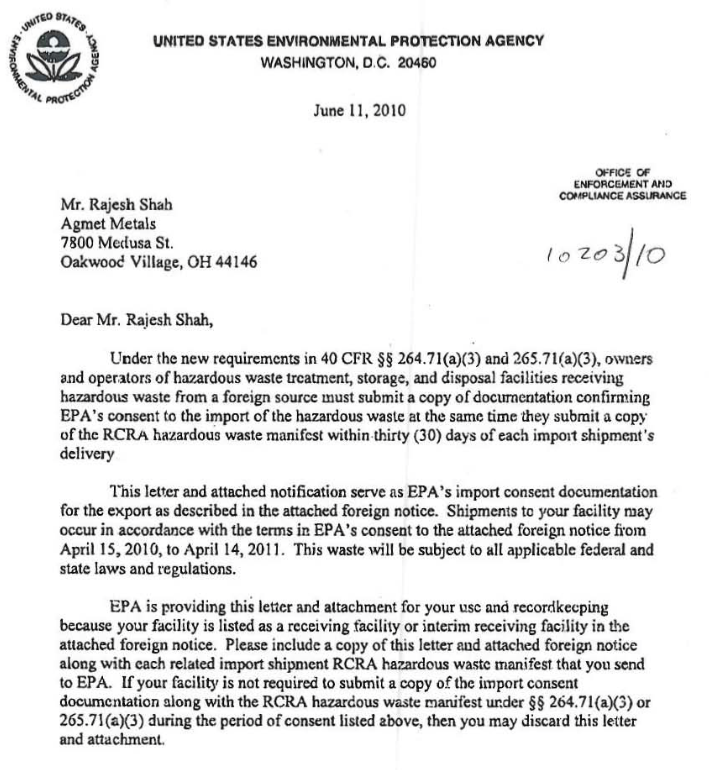 UNITED STATES
ENVIRONMENTAL PROTECTION AGENCY
UNITED STATES ENVIRONMENTAL PROTECTION AGENCY
WASHINGTON, D.C. 20460
June 11, 2010
OFFICE OF
ENFORCEMENT AND
COMPLIANCE ASSURANCE
Mr. Rajesh Shah
Agmet Metals
7800 Medusa St.
Oakwood Village, OH 44146
10203/10
Dear Mr. Rajesh Shah,
Under the new requirements in 40 CFR §§ 264.71(a)(3) and 265.71(a)(3), owners
and operators of hazardous waste treatment, storage, and disposal facilities receiving
hazardous waste from a foreign source must submit a copy of documentation confirming
EPA's consent to the import of the hazardous waste at the same time they submit a copy
of the RCRA hazardous waste manifest within thirty (30) days of each import shipment's
delivery
This letter and attached notification serve as EPA's import consent documentation
for the export as described in the attached foreign notice. Shipments to your facility may
occur in accordance with the terms in EPA's consent to the attached foreign notice from
April 15, 2010, to April 14, 2011. This waste will be subject to all applicable federal and
state laws and regulations.
EPA is providing this letter and attachment for your use and recordkeeping
because your facility is listed as a receiving facility or interim receiving facility in the
attached foreign notice. Please include a copy of this letter and attached foreign notice
along with each related import shipment RCRA hazardous waste manifest that you send
to EPA. If your facility is not required to submit a copy of the import consent
documentation along with the RCRA hazardous waste manifest under §§ 264.71(a)(3) or
265.71(a)(3) during the period of consent listed above, then you may discard this letter
and attachment.